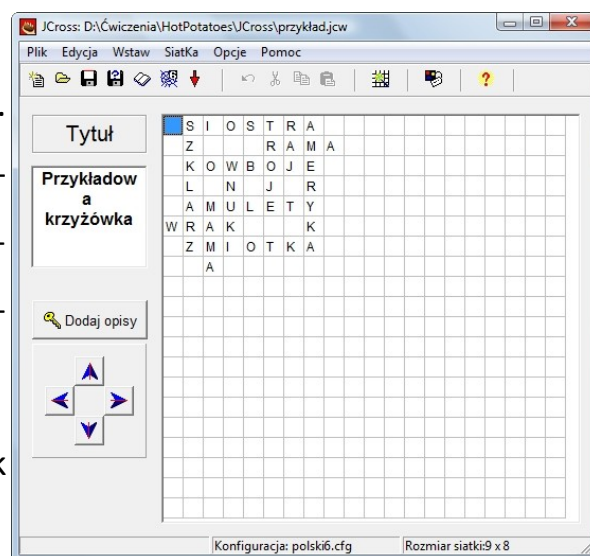 JCross: D:\Ćwiczenia\HotPotatoes\JCross\przykład.jcw
Plik Edycja Wstaw SiatKa Opcje Pomoc
Tytuł
Przykładow
a
krzyżówka
Dodaj opisy
S I O S T R A
Z R A M A
K O W B O J E
L N J R
A M U L E T Y
W R A K K
Z M I O T K A
A
k
Konfiguracja: polski6.cfg Rozmiar siatki:9 x 8